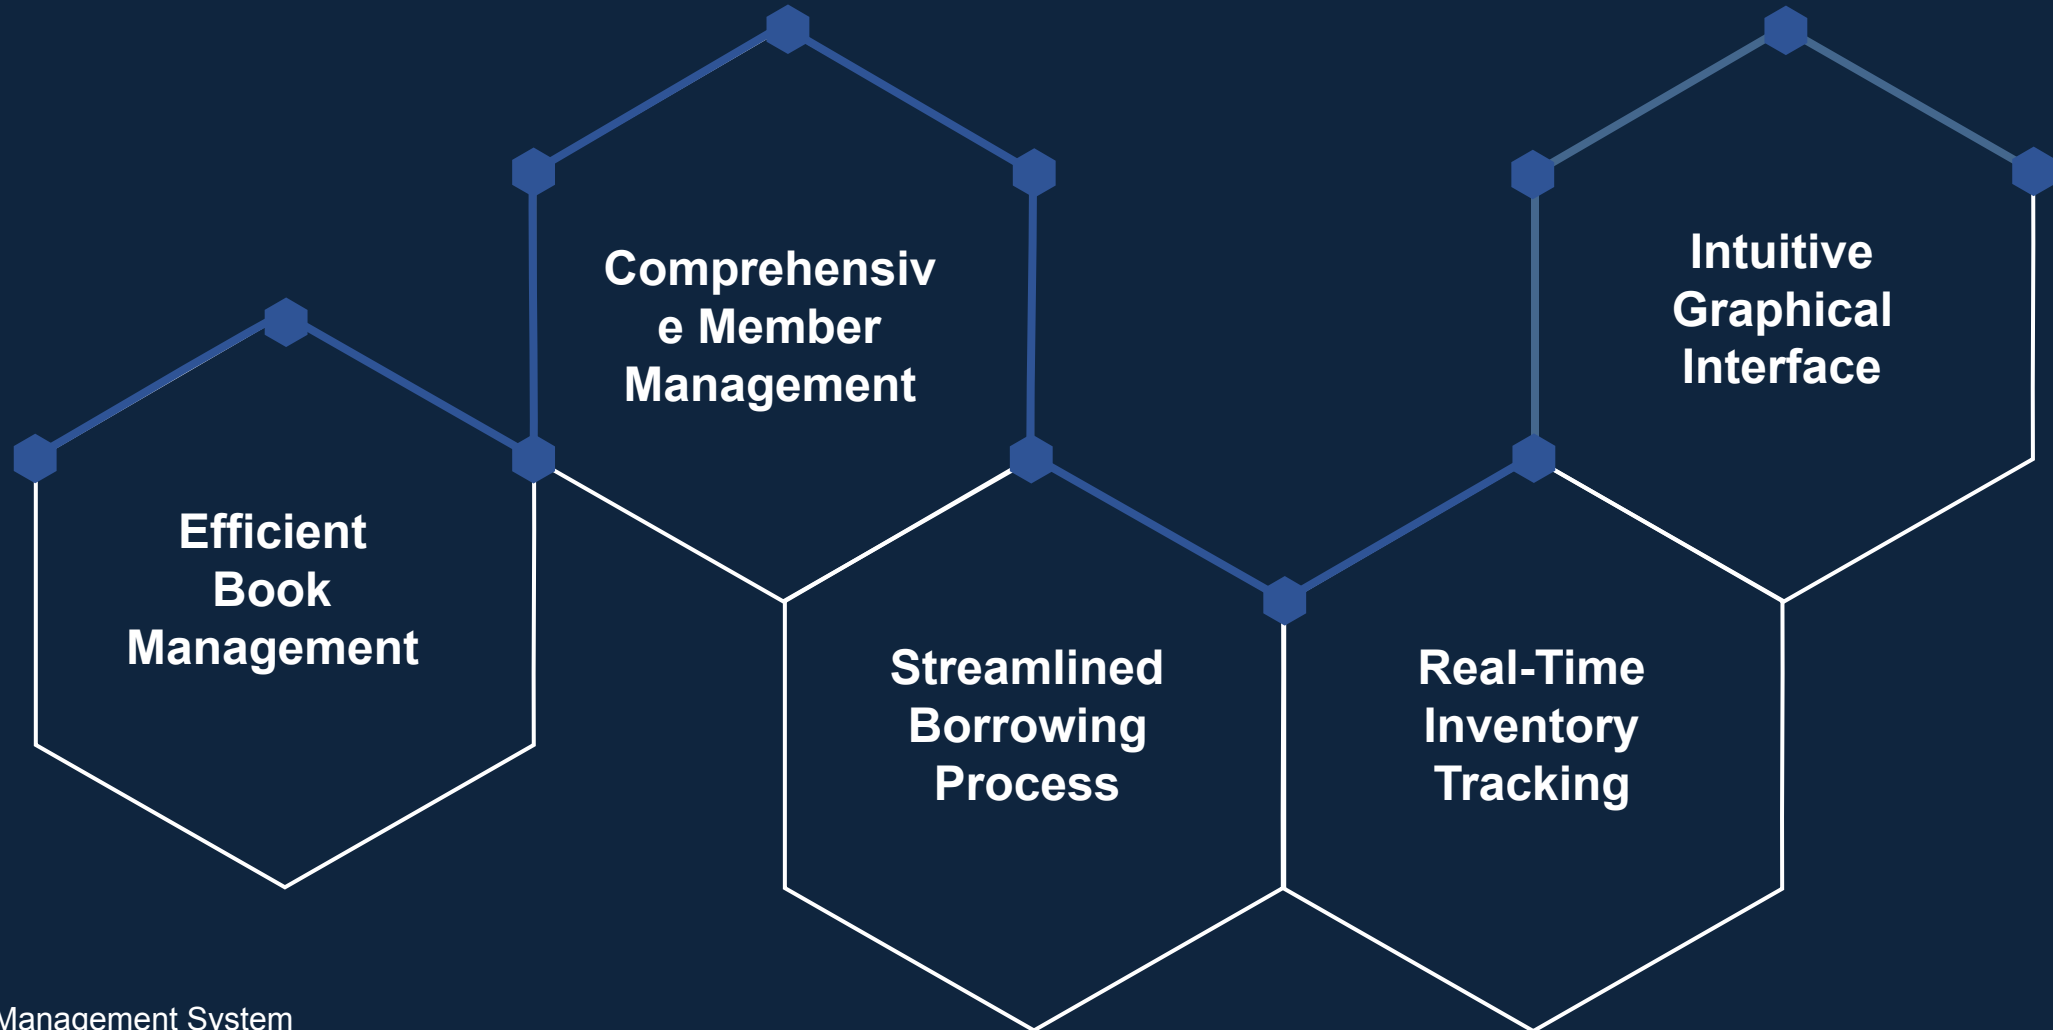 Efficient
Book
Management
Comprehensiv
e Member
Management
Streamlined
Borrowing
Process
Real-Time
Inventory
Tracking
Intuitive
Graphical
Interface
Management System